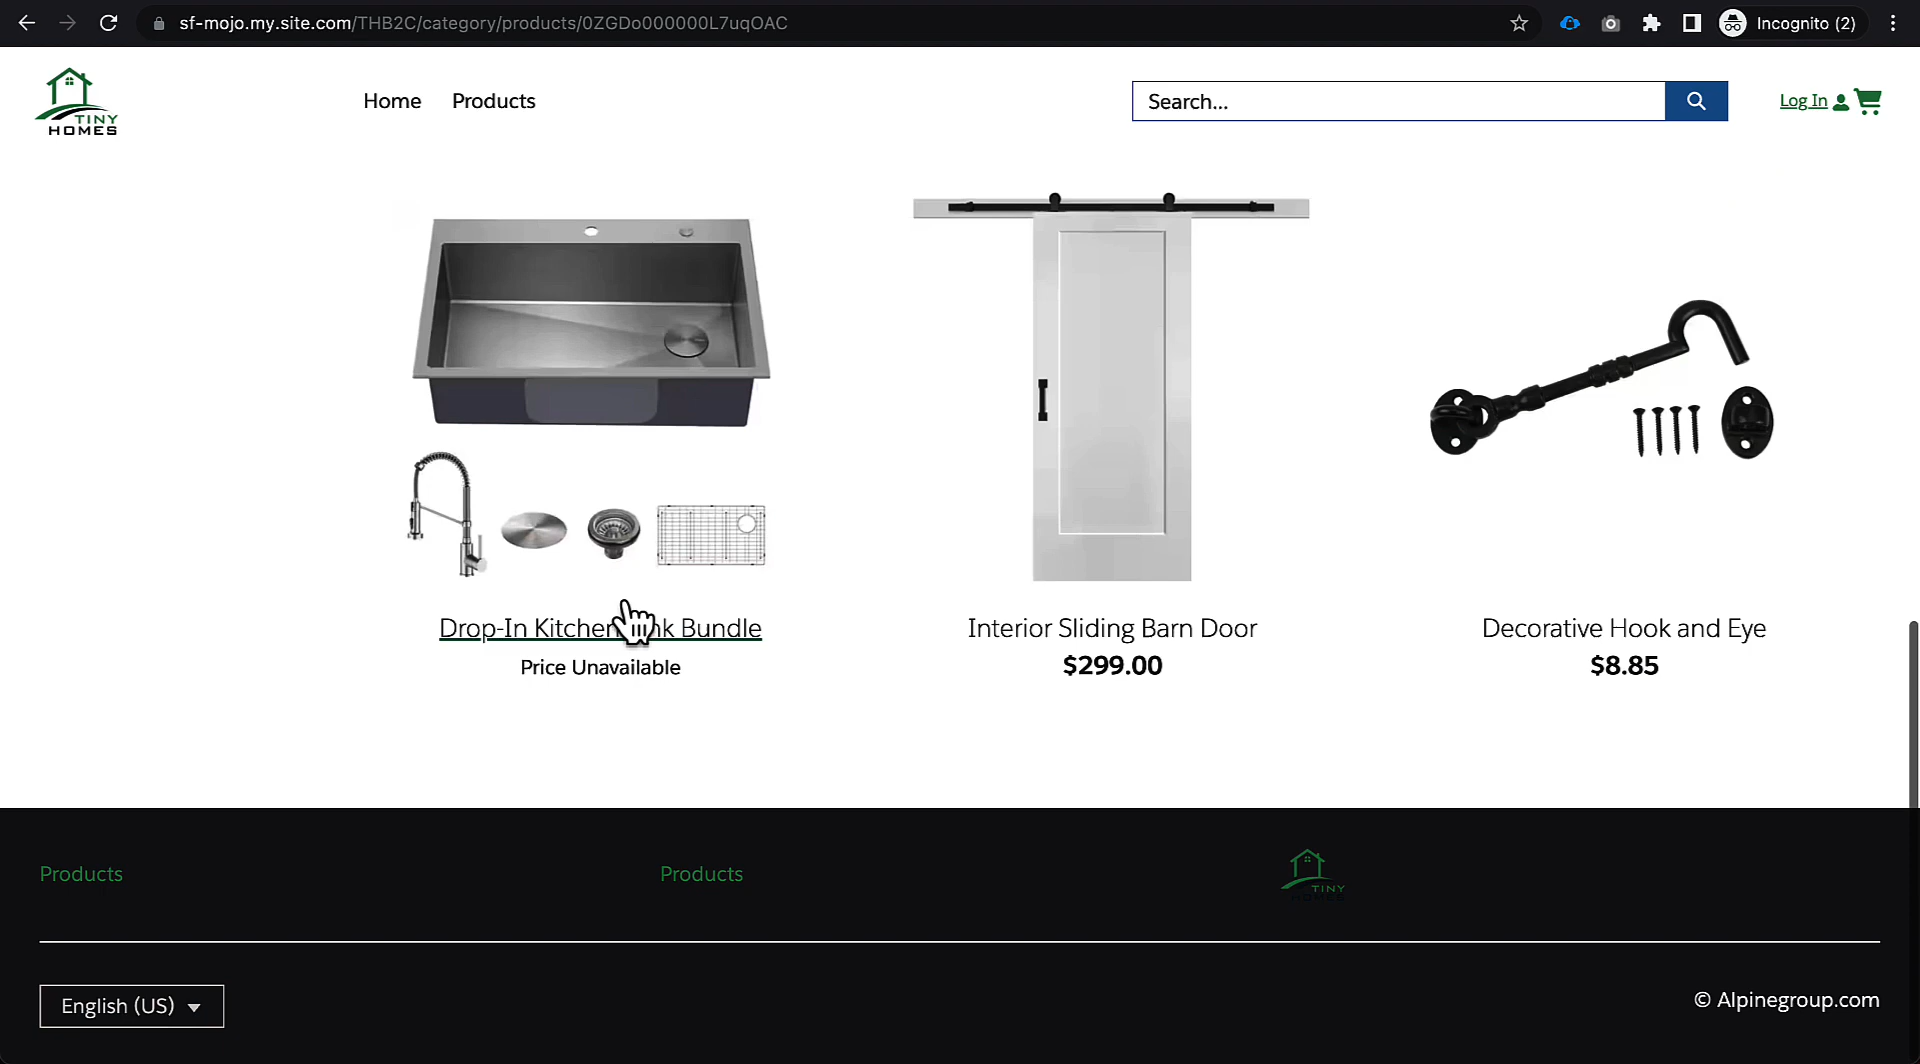 sf-mojo.my.site.com/THB2C/category/products/0ZGDo000000L7uqOAC
Incognito (2)
TINY
HOMES
Home
Products
Search...
Log In
Drop-In Kitchen nk Bundle
Price Unavailable
Interior Sliding Barn Door
$299.00
Decorative Hook and Eye
$8.85
Products
Products
TINY
HOMES
English (US)
© Alpinegroup.com